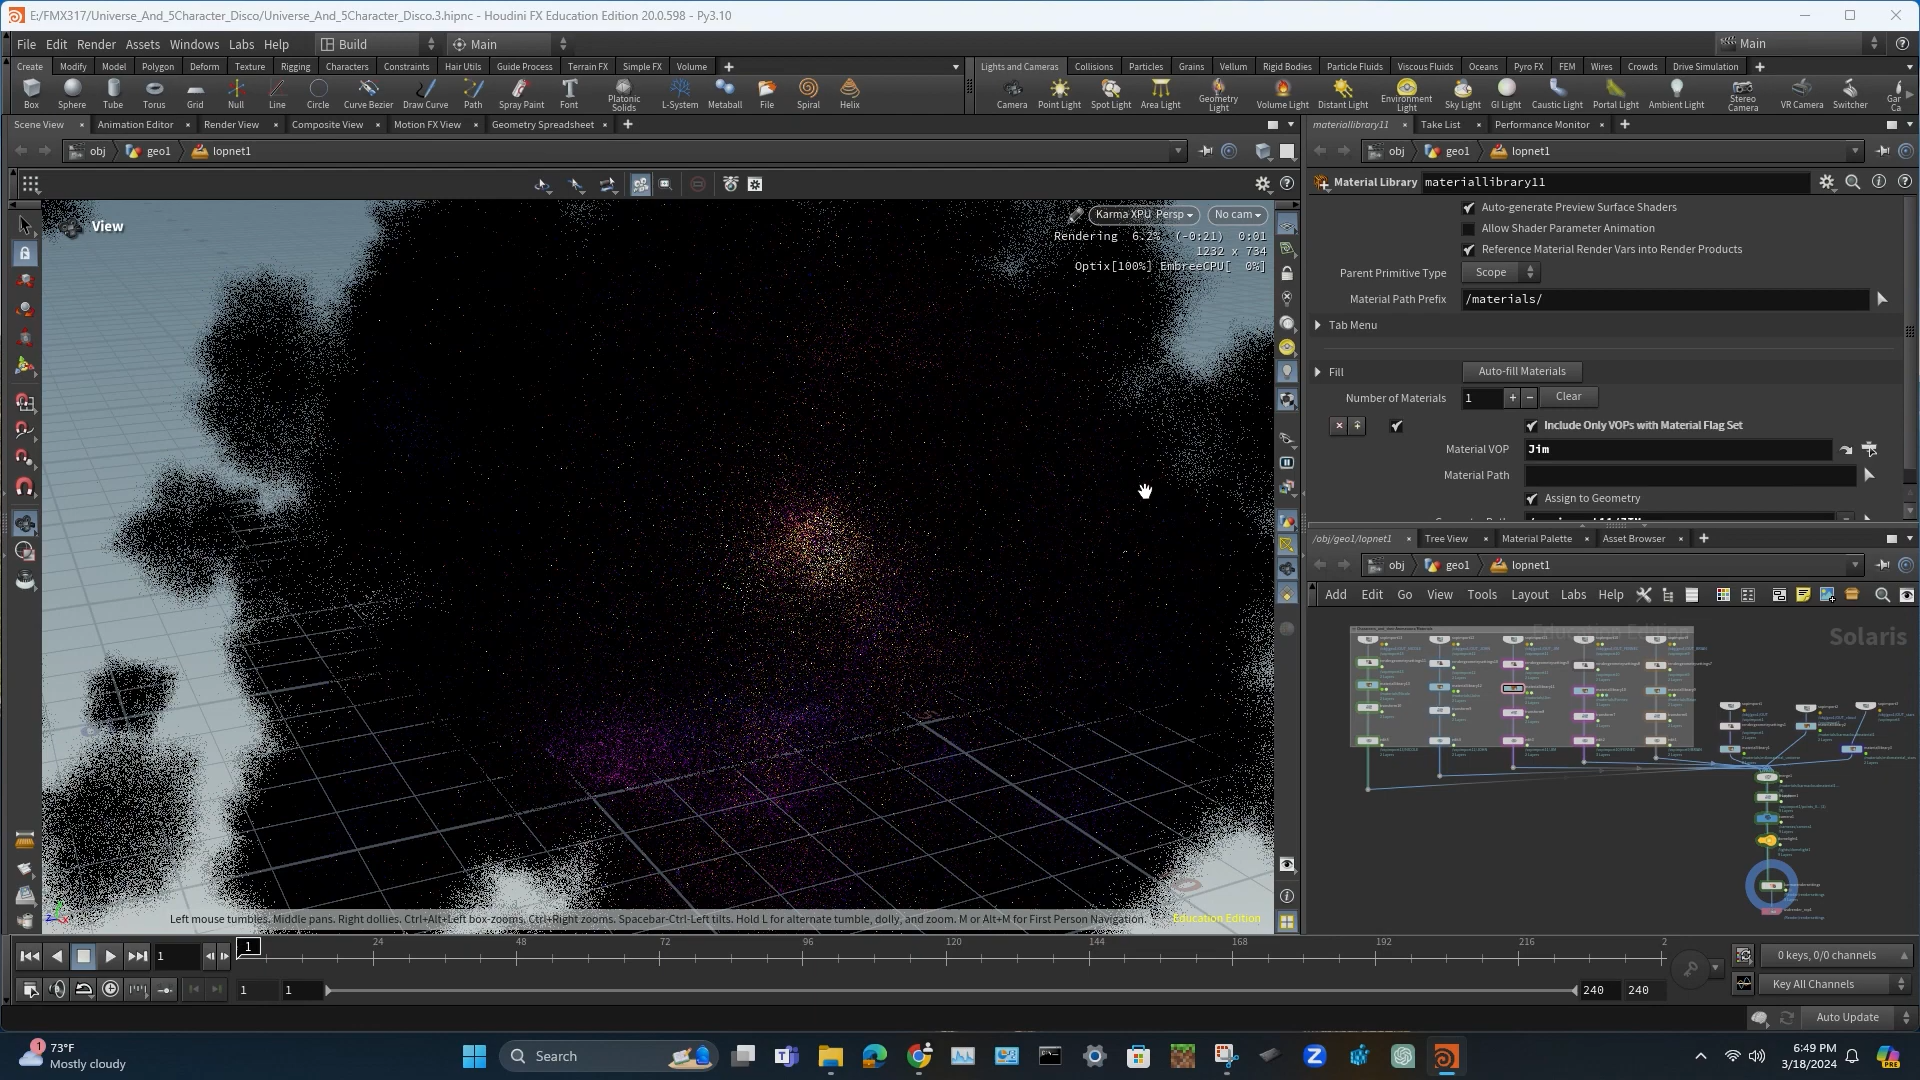 E:/FMX317/Universe_And_5Character_Disco/Universe_And_5Character_Disco.3.hipnc - Houdini FX Education Edition 20.0.598 - Py3.10
File Edit Render Assets Windows Labs Help Build Main Main
Create Modify Model Polygon Deform Texture Rigging Characters Constraints Hair Utils Guide Process Terrain FX Simple FX Volume
Lights and Cameras Collisions Particles Grains Vellum Rigid Bodies Particle Fluids Viscous Fluids Oceans Pyro FX FEM Wires Crowds Drive Simulation
Box Sphere Tube Torus Grid Null Line Circle Curve Bezier Draw Curve Path Spray Paint Font Platonic Solids L-System Metaball File Spiral Helix
Camera Point Light Spot Light Area Light Geometry Light Volume Light Distant Light Environment Light Sky Light GI Light Caustic Light Portal Light Ambient Light Stereo Camera VR Camera Switcher
Scene View Animation Editor Render View Composite View Motion FX View Geometry Spreadsheet
materiallibrary11 Take List Performance Monitor
obj geo1 lopnet1
obj geo1 lopnet1
Material Library materiallibrary11
View
Karma XPU Persp No cam
Rendering 6.2% (-0:21) 0:01
1232 x 734
Optix[100%] EmbreeCPU[ 0%]
Auto-generate Preview Surface Shaders
Allow Shader Parameter Animation
Reference Material Render Vars into Render Products
Parent Primitive Type Scope
Material Path Prefix /materials/
Tab Menu
Fill Auto-fill Materials
Number of Materials 1 + − Clear
Include Only VOPs with Material Flag Set
Material VOP Jim
Material Path
Assign to Geometry
/obj/geo1/lopnet1 Tree View Material Palette Asset Browser
obj geo1 lopnet1
Add Edit Go View Tools Layout Labs Help
Solaris
Left mouse tumbles. Middle pans. Right dollies. Ctrl+Alt+Left box-zooms. Ctrl+Right zooms. Spacebar-Ctrl-Left tilts. Hold L for alternate tumble, dolly, and zoom. M or Alt+M for First Person Navigation.
Education Edition
1 1 24 48 72 96 120 144 168 192 216 2
0 keys, 0/0 channels
1 1 240 240
Key All Channels
Auto Update
1 73°F
Mostly cloudy
Search
6:49 PM
3/18/2024
PRE